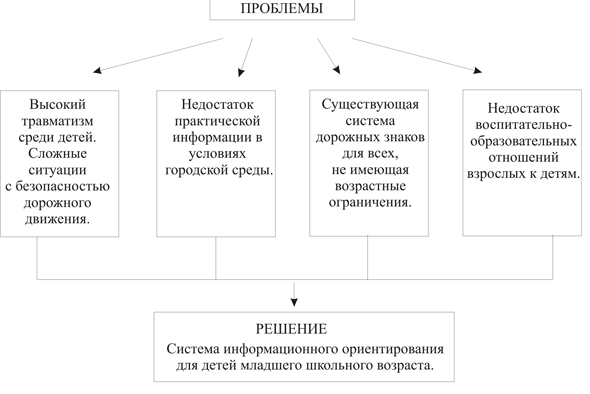 ПРОБЛЕМЫ
Высокий
травматизм
среди детей.
Сложные
ситуации
с безопасностью
дорожного
движения.
Недостаток
практической
информации в
условиях
городской среды.
Существующая
система
дорожных знаков
для всех,
не имеющая
возрастные
ограничения.
Недостаток
воспитательно-
образовательных
отношений
взрослых к детям.
РЕШЕНИЕ
Система информационного ориентирования
для детей младшего школьного возраста.